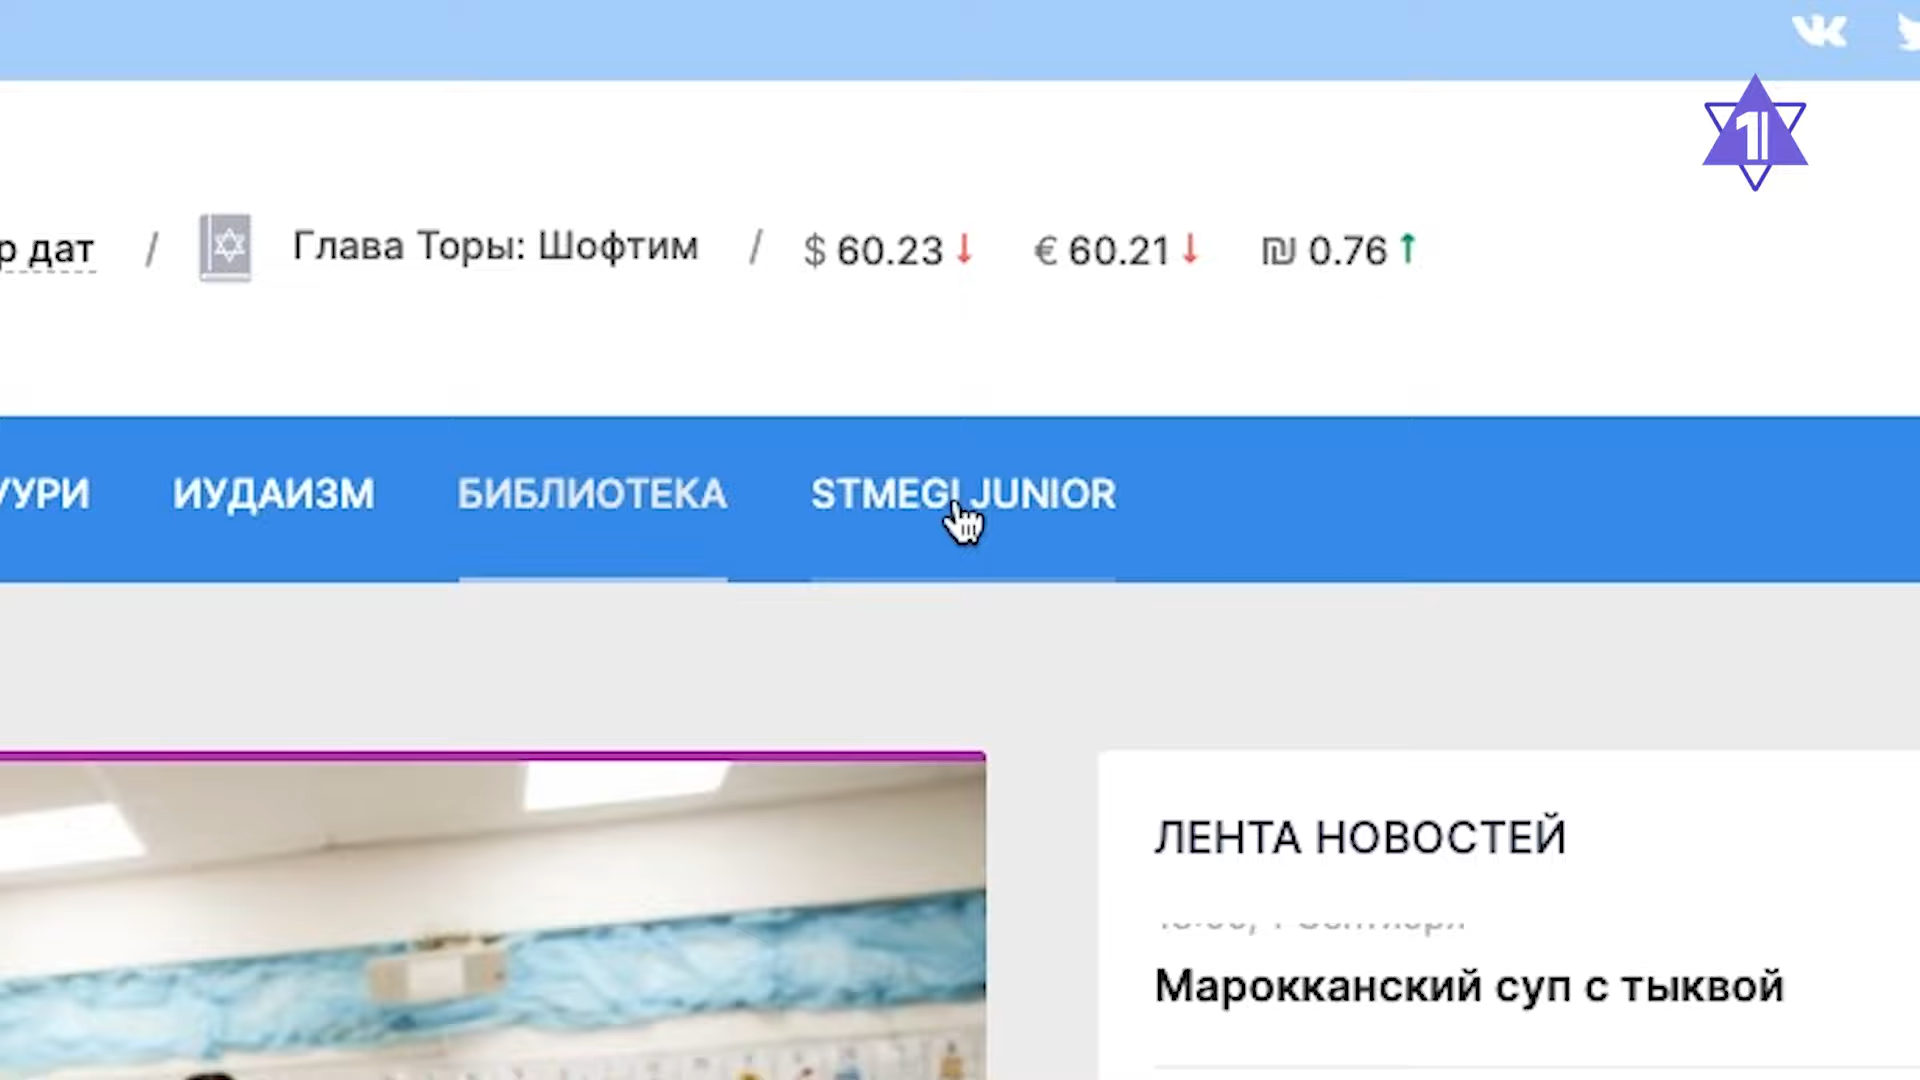 р дат / Глава Торы: Шофтим / $ 60.23 ↓ € 60.21 ↓ ₪ 0.76 ↑
УРИ ИУДАИЗМ БИБЛИОТЕКА STMEGI JUNIOR
ЛЕНТА НОВОСТЕЙ
Марокканский суп с тыквой